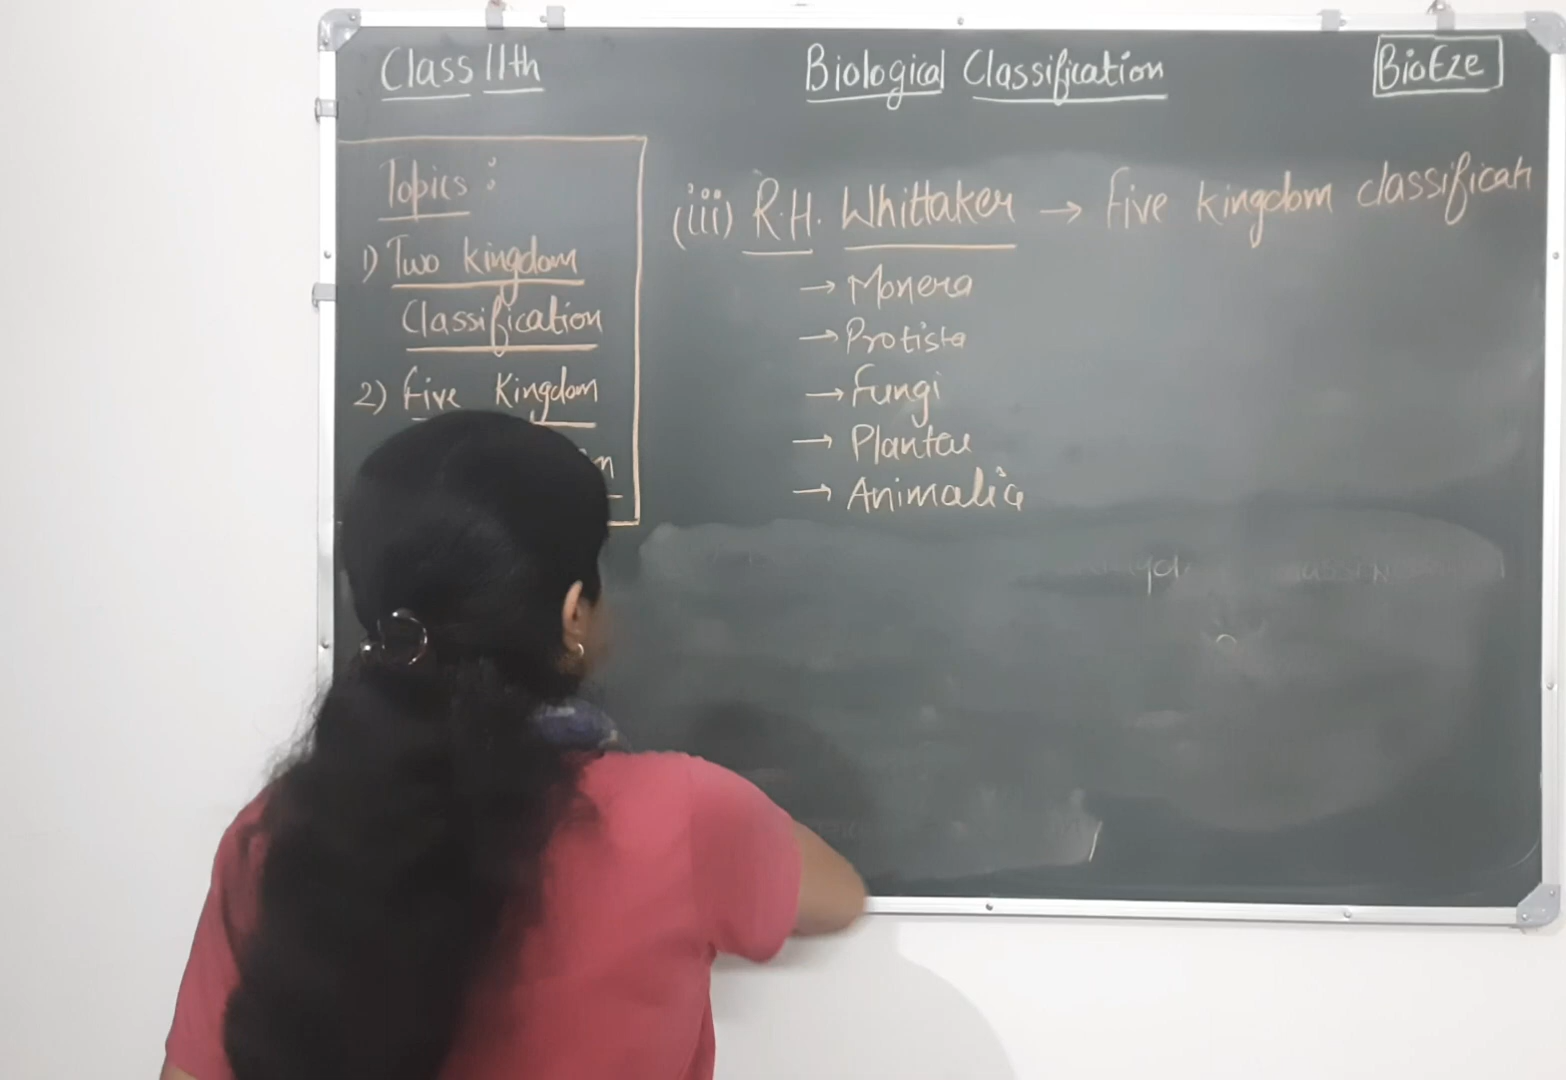 Class 11th
Biological Classification
BioEze
Topics :
1) Two kingdom
Classification
2) Five Kingdom
(iii) R.H. Whittaker → Five kingdom classificati
→ Monera
→ Protista
→ Fungi
→ Plantae
→ Animalia